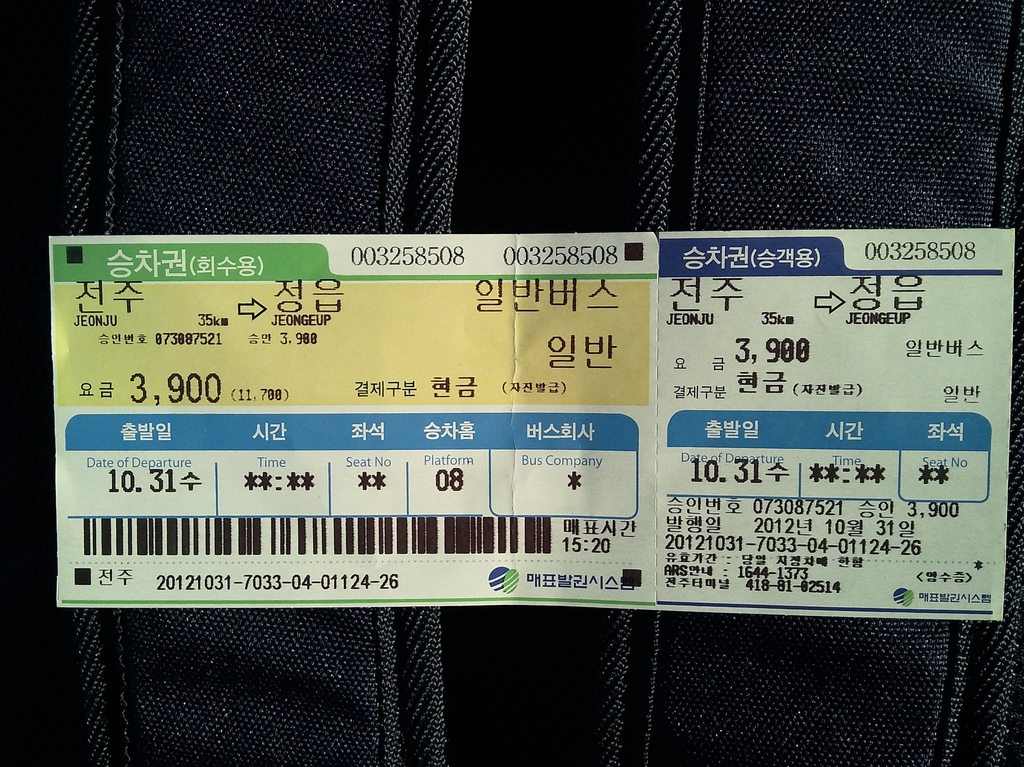 승차권(회수용) 003258508 003258508
전주 ⇨ 정읍 일반버스
JEONJU 35km JEONGEUP
승인번호 073087521 승인 3,900
일반
요금 3,900 (11,700) 결제구분 현금 (자진발급)
출발일 시간 좌석 승차홈 버스회사
Date of Departure Time Seat No Platform Bus Company
10.31수 **:** ** 08 *
매표시간
15:20
전주 20121031-7033-04-01124-26 매표발권시스템
승차권(승객용) 003258508
전주 ⇨ 정읍
JEONJU 35km JEONGEUP
요금 3,900 일반버스
결제구분 현금 (자진발급) 일반
출발일 시간 좌석
Date of Departure Time Seat No
10.31수 **:** **
승인번호 073087521 승인 3,900
발행일 2012년 10월 31일
20121031-7033-04-01124-26
유효기간 : 당일 지정차에 한함 *
ARS안내 : 1644-1373 <영수증>
전주터미널 418-81-02514
매표발권시스템